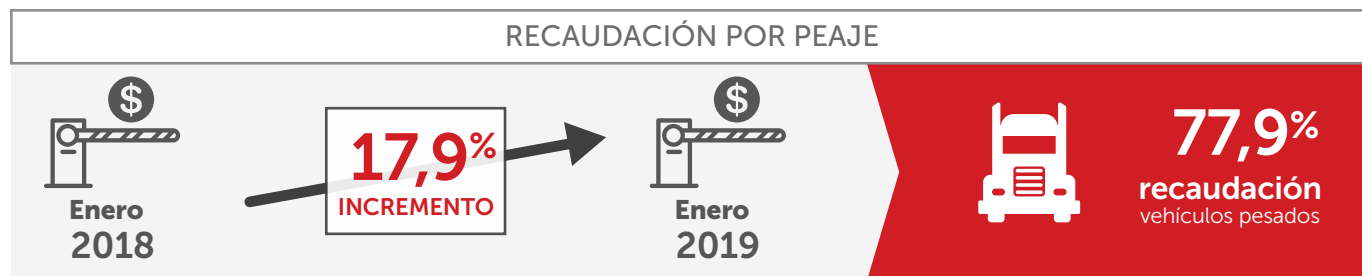 RECAUDACIÓN POR PEAJE
$
Enero
2018
17,9%
INCREMENTO
$
Enero
2019
77,9%
recaudación
vehículos pesados